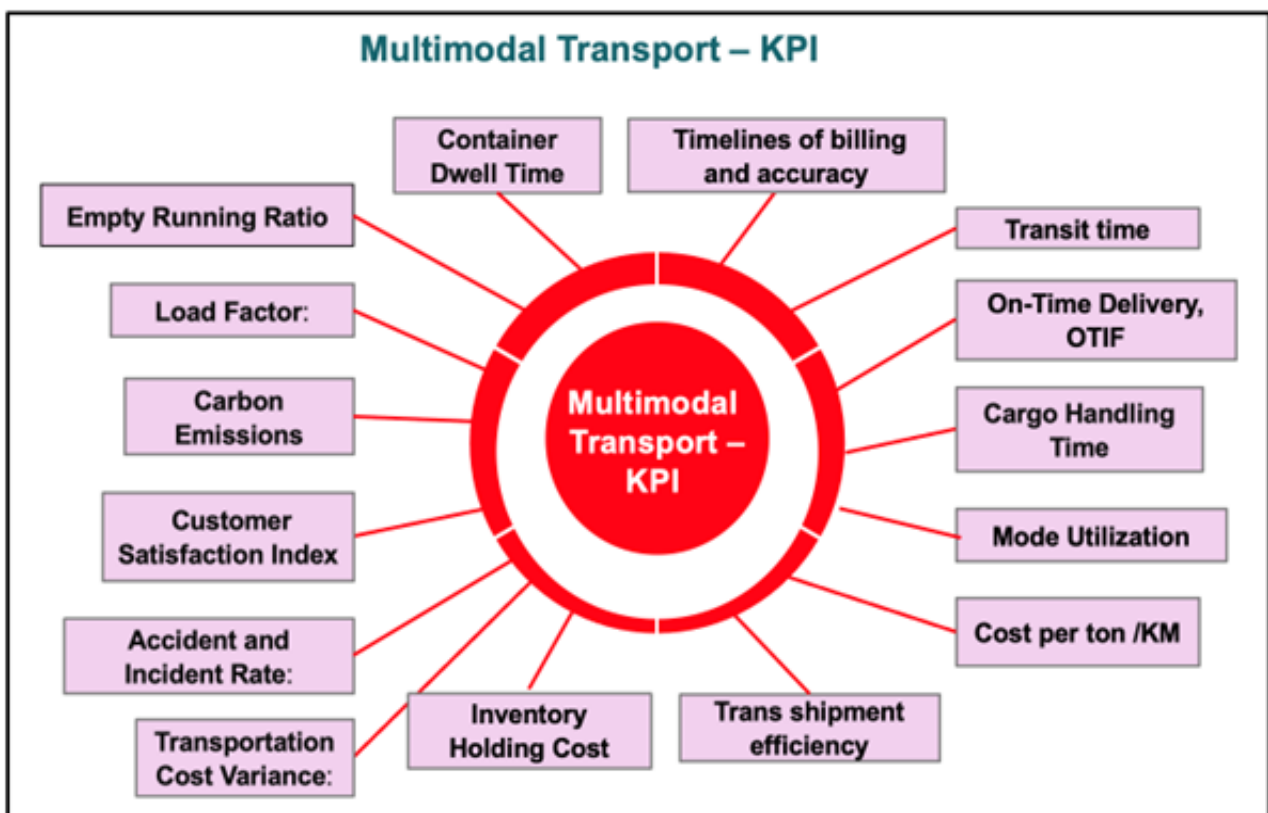 Multimodal Transport – KPI
Container
Dwell Time
Timelines of billing
and accuracy
Empty Running Ratio
Transit time
Load Factor:
On-Time Delivery,
OTIF
Carbon
Emissions
Multimodal
Transport –
KPI
Cargo Handling
Time
Customer
Satisfaction Index
Mode Utilization
Accident and
Incident Rate:
Cost per ton /KM
Transportation
Cost Variance:
Inventory
Holding Cost
Trans shipment
efficiency